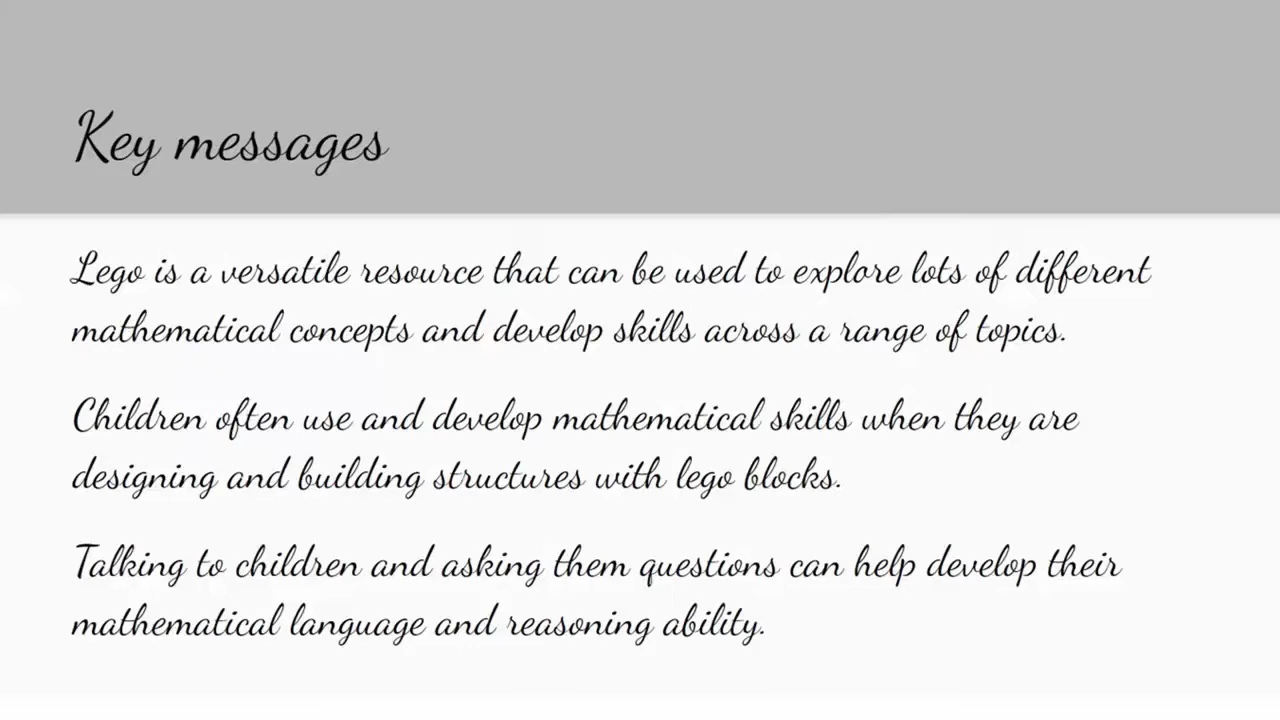 Key messages
Lego is a versatile resource that can be used to explore lots of different
mathematical concepts and develop skills across a range of topics.
Children often use and develop mathematical skills when they are
designing and building structures with lego blocks.
Talking to children and asking them questions can help develop their
mathematical language and reasoning ability.